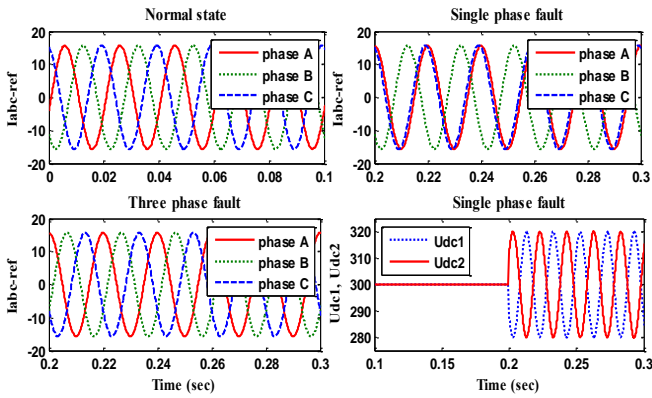 Normal state
Iabc-ref
20
10
0
-10
-20
0
0.02
0.04
0.06
0.08
0.1
phase A
phase B
phase C
Single phase fault
Iabc-ref
20
10
0
-10
-20
0.2
0.22
0.24
0.26
0.28
0.3
phase A
phase B
phase C
Three phase fault
Iabc-ref
20
10
0
-10
-20
0.2
0.22
0.24
0.26
0.28
0.3
Time (sec)
phase A
phase B
phase C
Single phase fault
Udc1, Udc2
320
310
300
290
280
0.1
0.15
0.2
0.25
0.3
Time (sec)
Udc1
Udc2